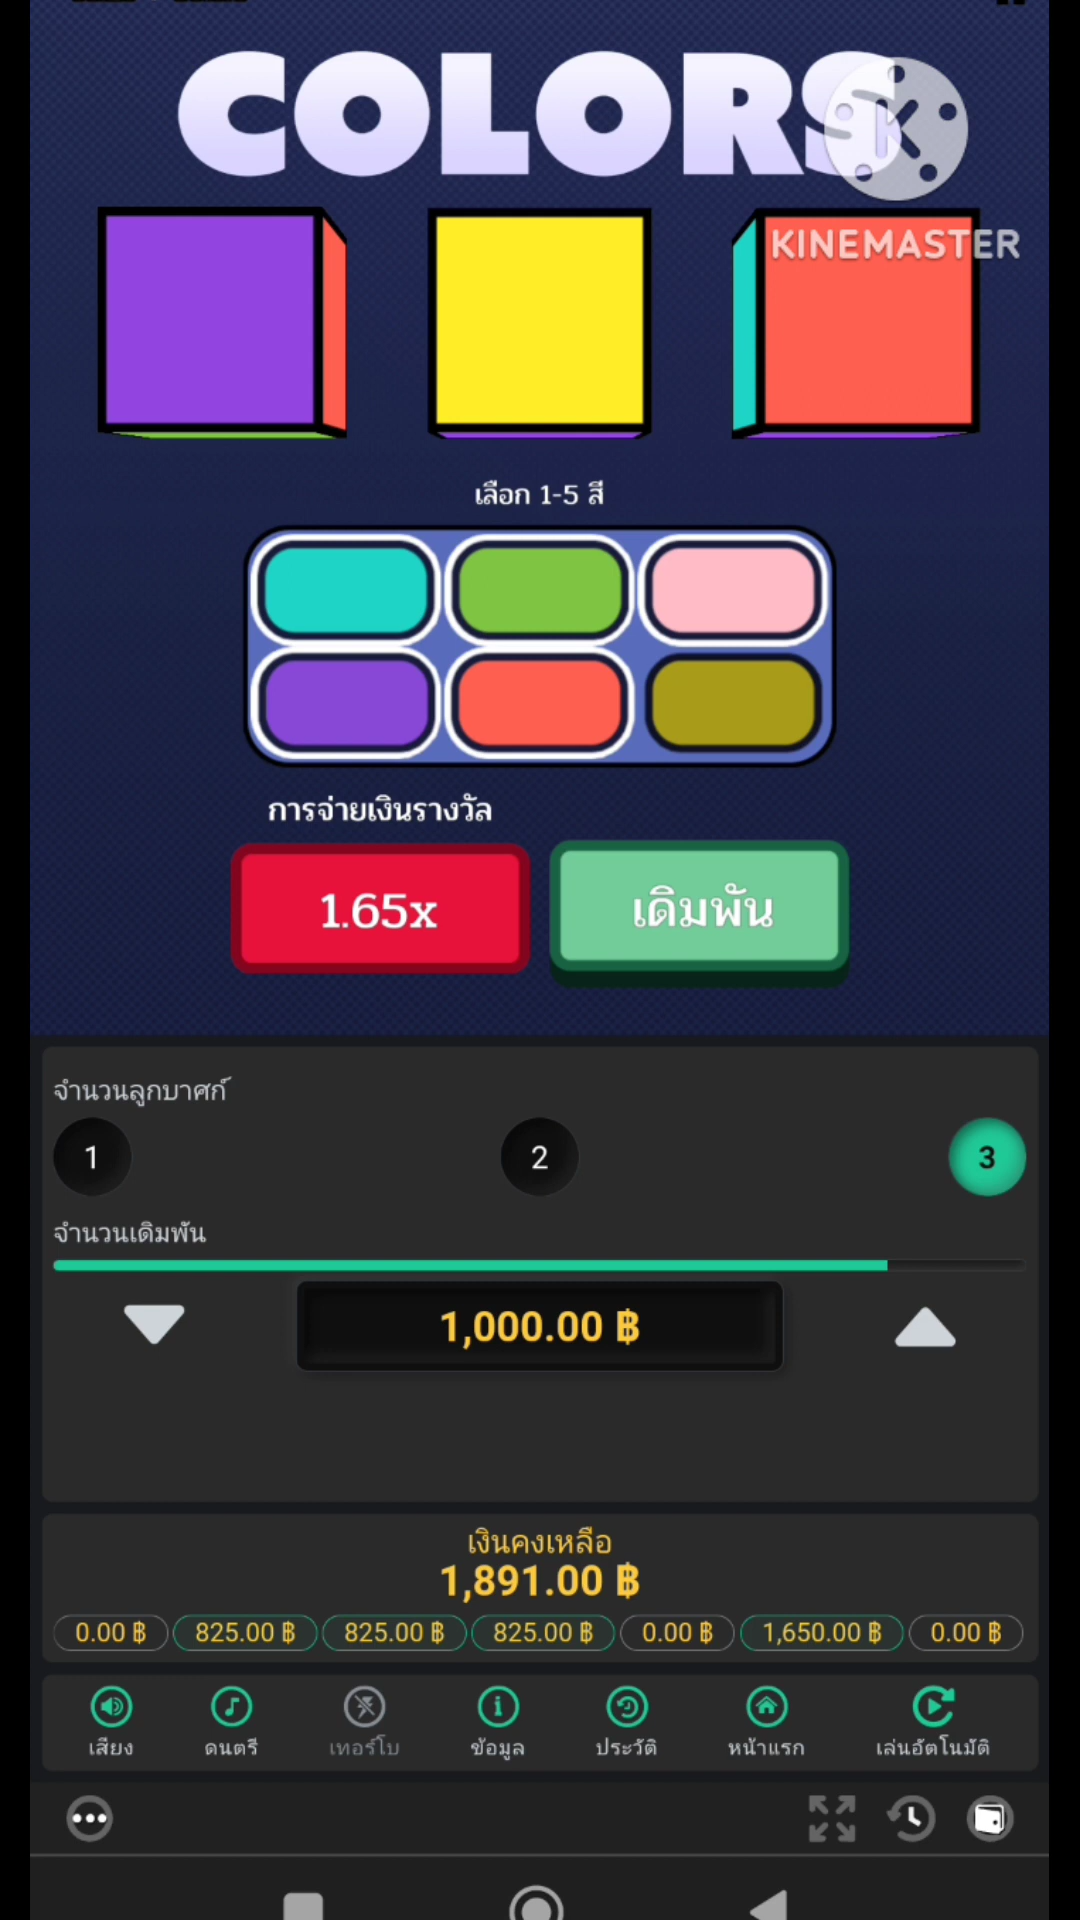 COLORS
KINEMASTER
เลือก 1-5 สี
การจ่ายเงินรางวัล
1.65x
เดิมพัน
จำนวนลูกบาศก์
1
2
3
จำนวนเดิมพัน
1,000.00 ฿
เงินคงเหลือ
1,891.00 ฿
0.00 ฿ 825.00 ฿ 825.00 ฿ 825.00 ฿ 0.00 ฿ 1,650.00 ฿ 0.00 ฿
เสียง ดนตรี เทอร์โบ ข้อมูล ประวัติ หน้าแรก เล่นอัตโนมัติ